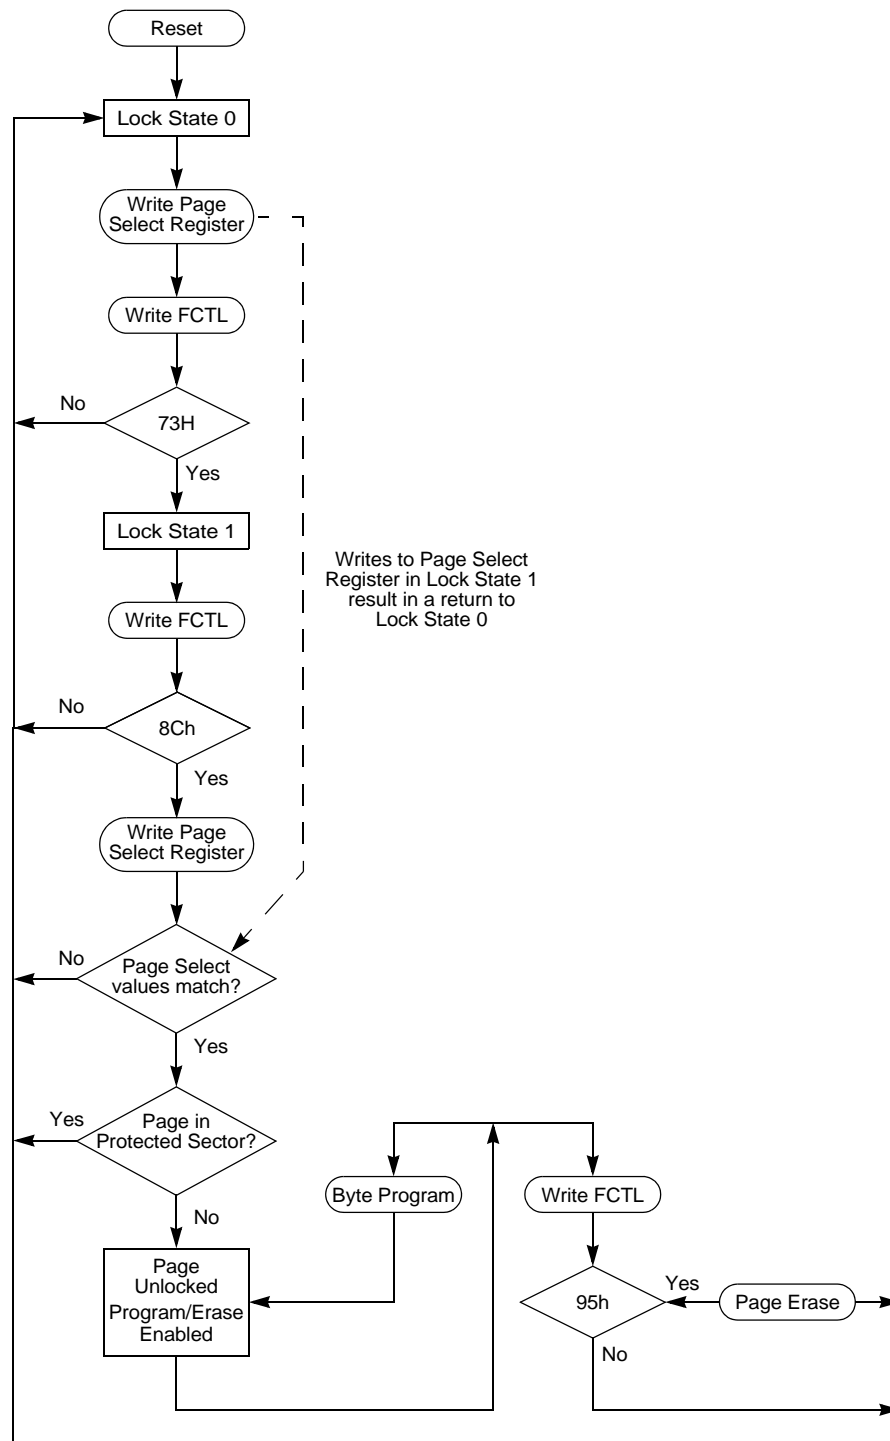 Reset
Lock State 0
Write Page
Select Register
Write FCTL
No
73H
Yes
Lock State 1
Writes to Page Select
Register in Lock State 1
result in a return to
Lock State 0
Write FCTL
No
8Ch
Yes
Write Page
Select Register
No
Page Select
values match?
Yes
Yes
Page in
Protected Sector?
No
Byte Program
Write FCTL
Page
Unlocked
Program/Erase
Enabled
95h
Yes
Page Erase
No